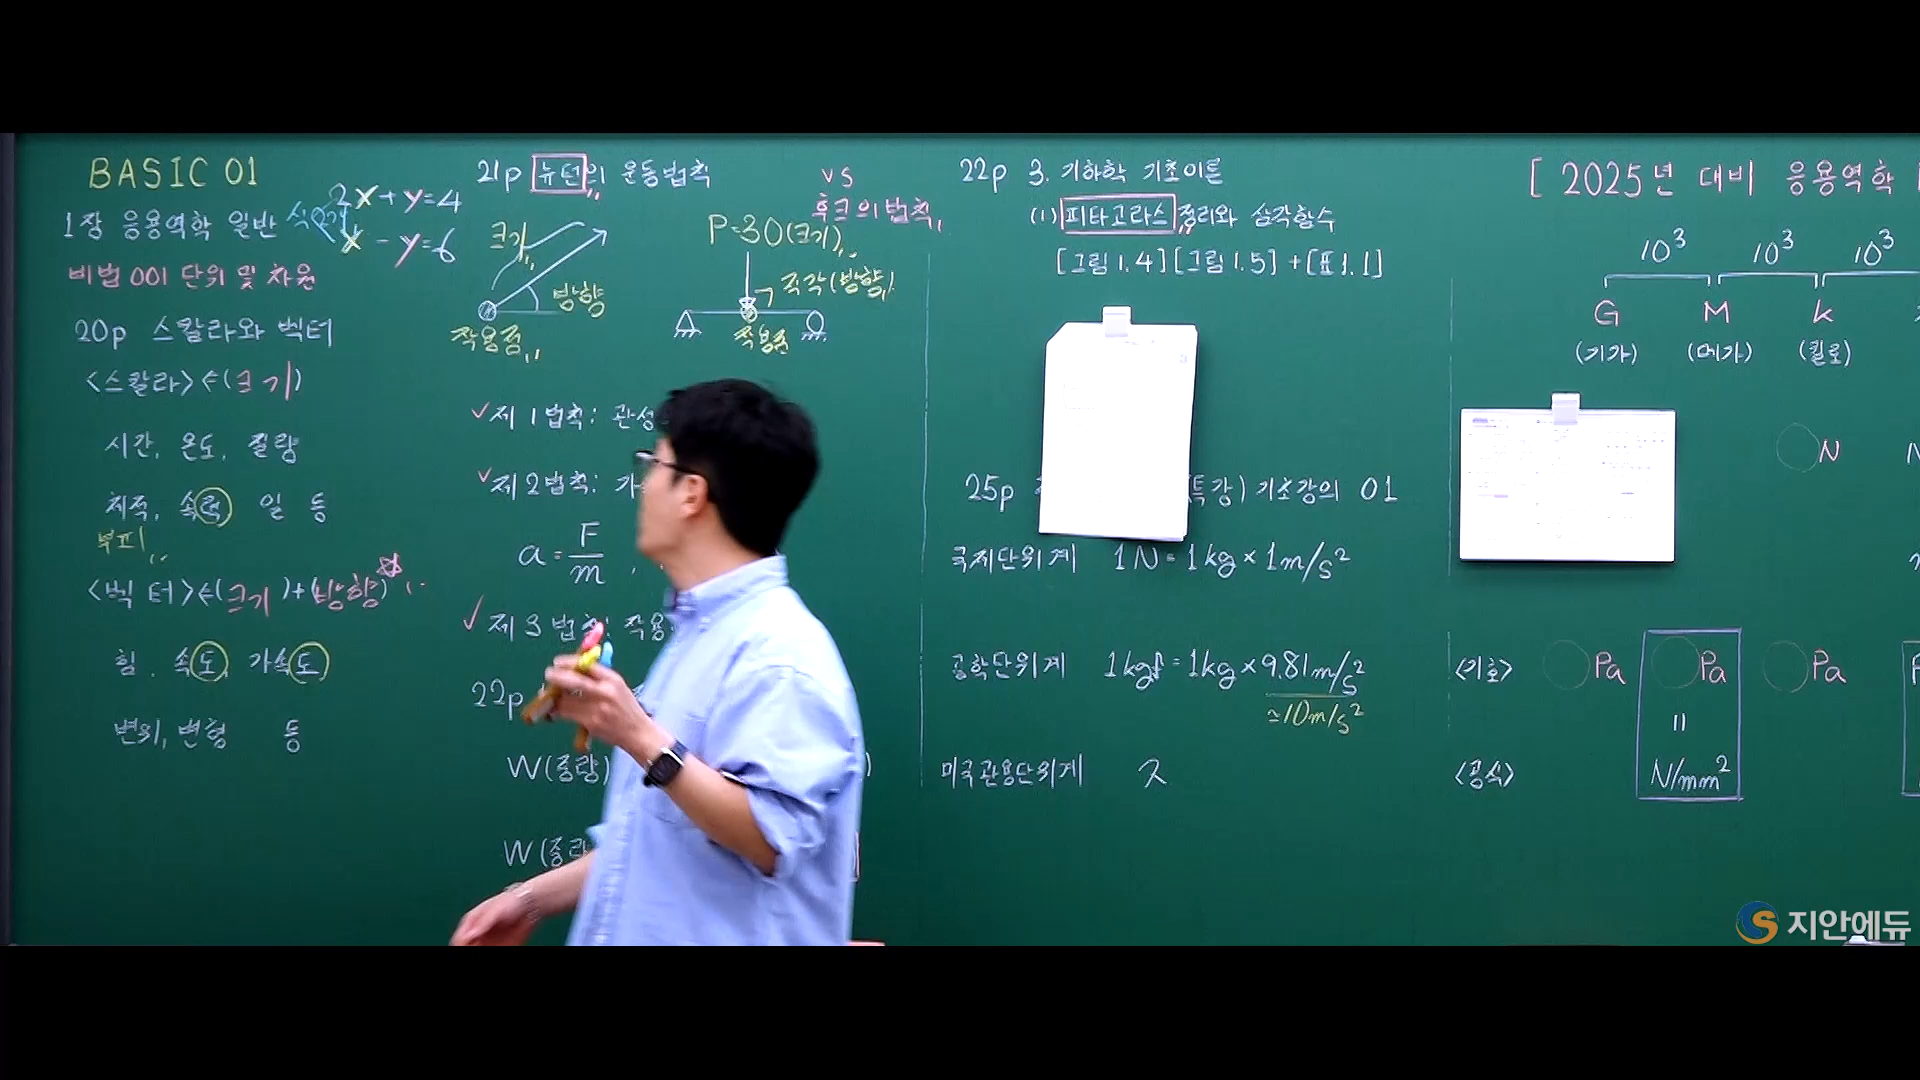 BASIC 01
1장 응용역학 일반
비법 001 단위 및 차원
20p 스칼라와 벡터
<스칼라>←(크기)
시간, 온도, 질량
체적, 속력 일 등
부피
<벡터>←(크기)+(방향)
힘, 속도, 가속도
변위, 변형 등
2x+y=4
x-y=6
21p 뉴턴의 운동법칙
vs
후크의 법칙
크기
방향
작용점
P=30(크기)
직각(방향)
작용점
✓제1법칙: 관성
✓제2법칙: 가
a=F/m,
✓제3법칙: 작용
22p
W(중량)
W(중량
22p 3. 기하학 기초이론
(1) 피타고라스 정리와 삼각함수
[그림 1.4][그림 1.5]+[표1.1]
25p
특강) 기초강의 01
국제단위계 1N=1kg×1m/s²
공학단위계 1kgf=1kg×9.81m/s²
≃10m/s²
미국관용단위계
[2025년 대비 응용역학
10³ 10³ 10³
G M k
(기가) (메가) (킬로)
N
<기호> Pa Pa Pa
=
<공식> N/mm²
지안에듀